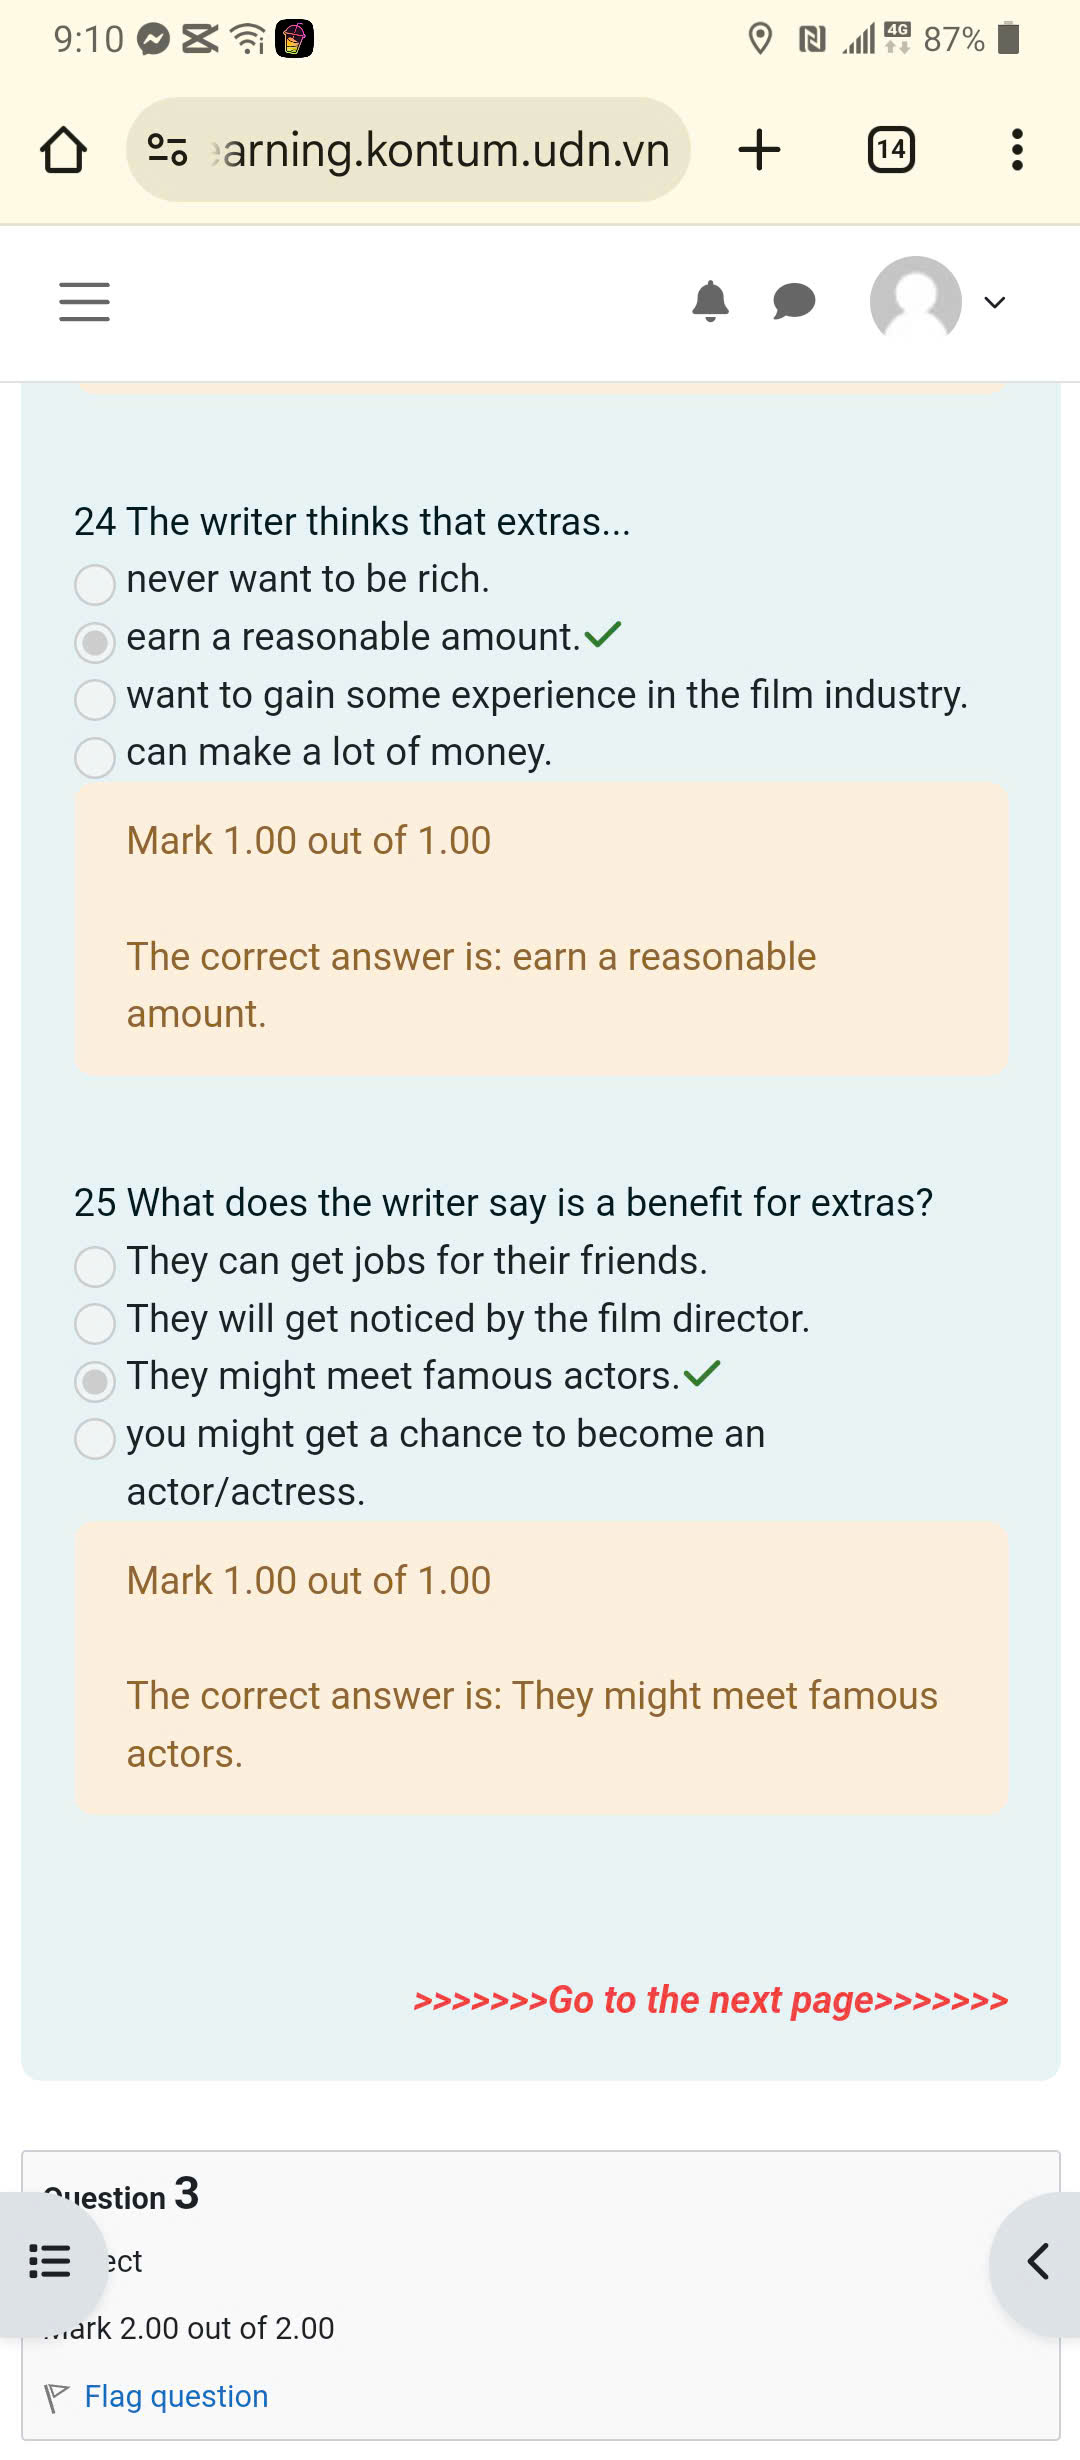 9:10
4G
87%
arning.kontum.udn.vn
14
24 The writer thinks that extras...
never want to be rich.
earn a reasonable amount.
want to gain some experience in the film industry.
can make a lot of money.
Mark 1.00 out of 1.00
The correct answer is: earn a reasonable
amount.
25 What does the writer say is a benefit for extras?
They can get jobs for their friends.
They will get noticed by the film director.
They might meet famous actors.
you might get a chance to become an
actor/actress.
Mark 1.00 out of 1.00
The correct answer is: They might meet famous
actors.
>>>>>>>Go to the next page>>>>>>>
Question 3
ect
Mark 2.00 out of 2.00
Flag question